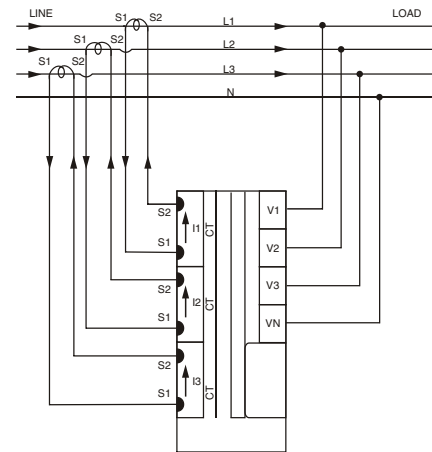 LINE S1 S2 L1 LOAD
S1 S2 L2
S1 S2 L3
N
S2 I1 CT V1
S1 V2
S2 I2 CT V3
S1 VN
S2 I3 CT
S1